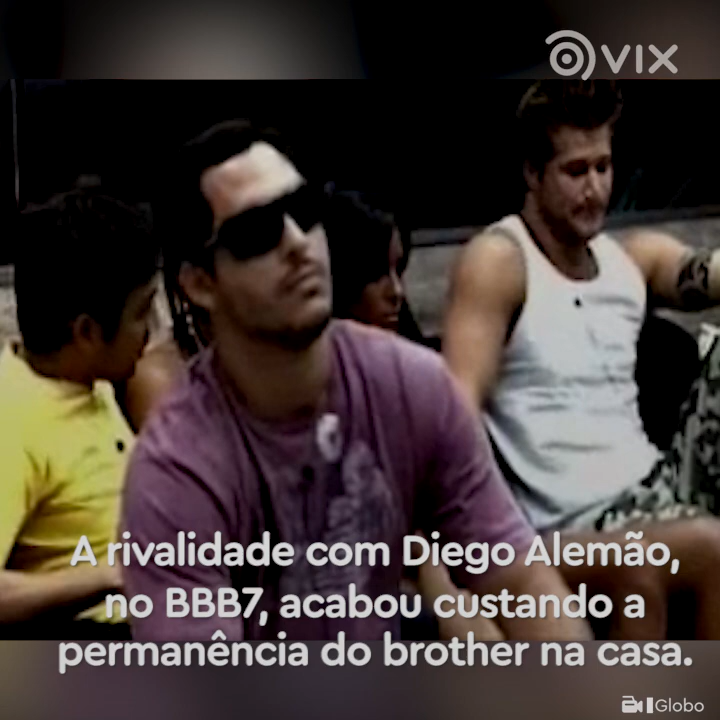 VIX
A rivalidade com Diego Alemão,
no BBB7, acabou custando a
permanência do brother na casa.
Globo